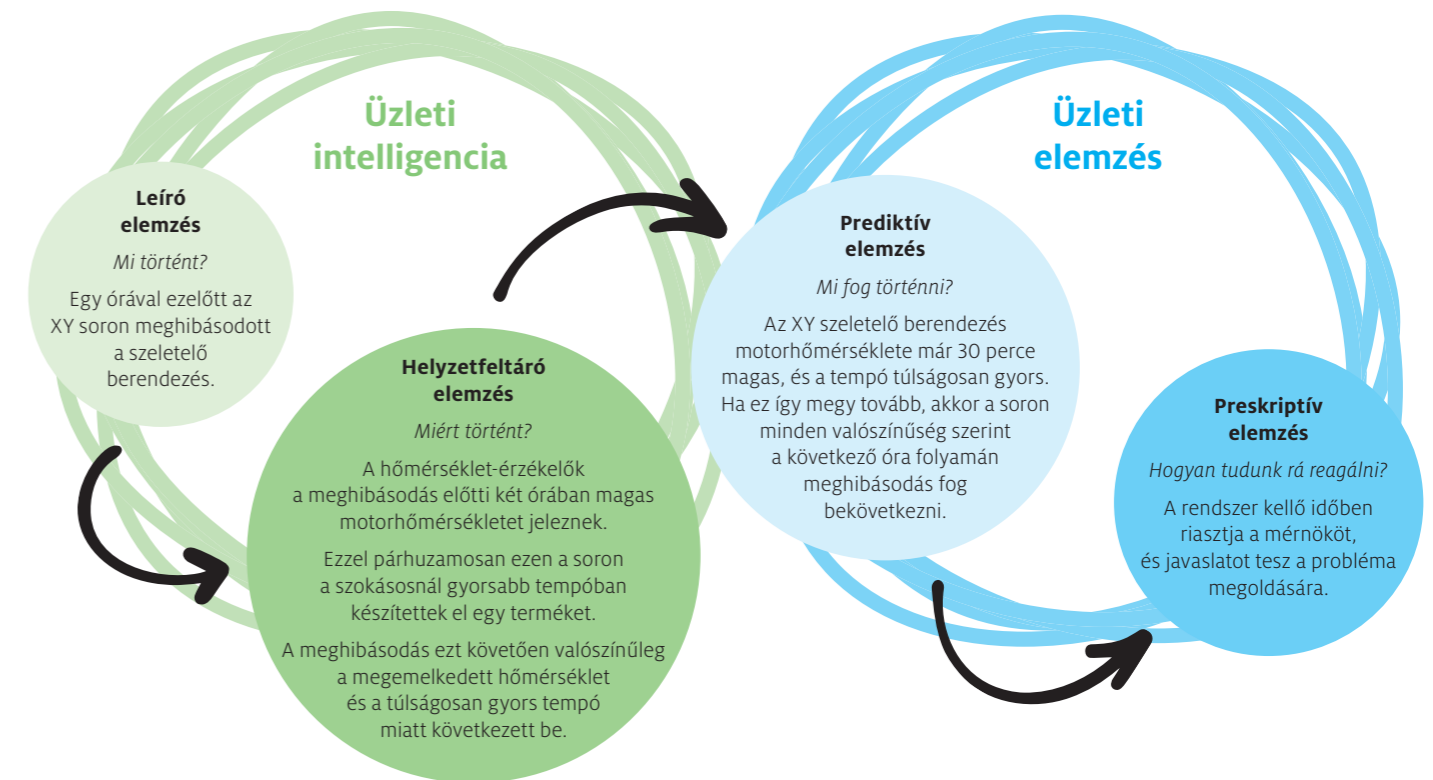 Üzleti
intelligencia
Leíró
elemzés
Mi történt?
Egy órával ezelőtt az
XY soron meghibásodott
a szeletelő
berendezés.
Helyzetfeltáró
elemzés
Miért történt?
A hőmérséklet-érzékelők
a meghibásodás előtti két órában magas
motorhőmérsékletet jeleznek.
Ezzel párhuzamosan ezen a soron
a szokásosnál gyorsabb tempóban
készítettek el egy terméket.
A meghibásodás ezt követően valószínűleg
a megemelkedett hőmérséklet
és a túlságosan gyors tempó
miatt következett be.
Üzleti
elemzés
Prediktív
elemzés
Mi fog történni?
Az XY szeletelő berendezés
motorhőmérséklete már 30 perce
magas, és a tempó túlságosan gyors.
Ha ez így megy tovább, akkor a soron
minden valószínűség szerint
a következő óra folyamán
meghibásodás fog
bekövetkezni.
Preskriptív
elemzés
Hogyan tudunk rá reagálni?
A rendszer kellő időben
riasztja a mérnököt,
és javaslatot tesz a probléma
megoldására.